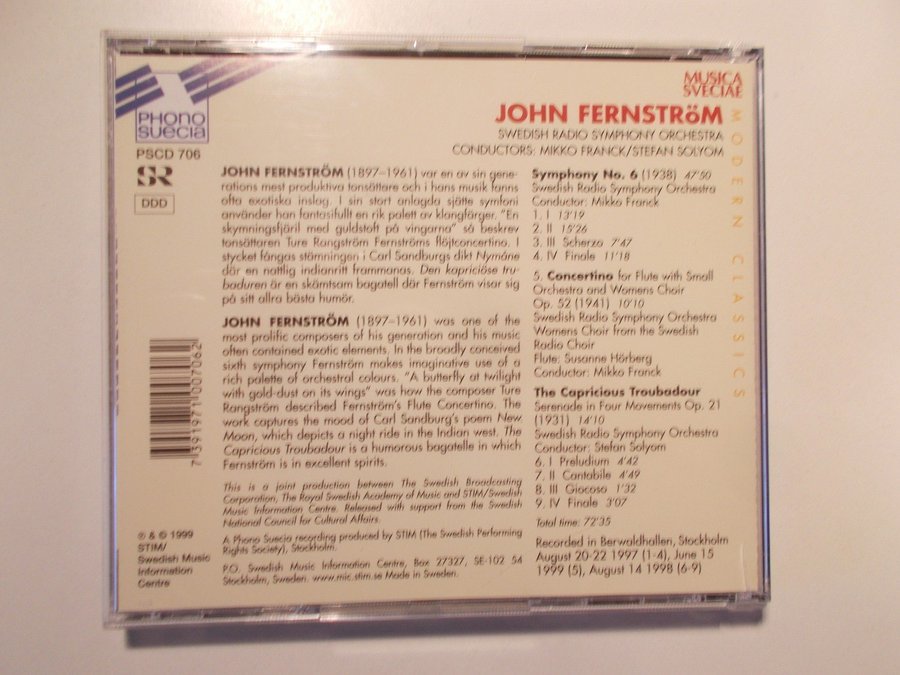 PHONO
SUECIA
PSCD 706
SR
DDD
MUSICA
SVECIAE
MODERN CLASSICS
JOHN FERNSTRöM
SWEDISH RADIO SYMPHONY ORCHESTRA
CONDUCTORS: MIKKO FRANCK/STEFAN SOLYOM
JOHN FERNSTRÖM (1897–1961) var en av sin gene-
rations mest produktiva tonsättare och i hans musik fanns
ofta exotiska inslag. I sin stort anlagda sjätte symfoni
använder han fantasifullt en rik palett av klangfärger. "En
skymningsfjäril med guldstoft på vingarna" så beskrev
tonsättaren Ture Rangström Fernströms flöjtconcertino. I
stycket fångas stämningen i Carl Sandburgs dikt Nymåne
där en nattlig indianritt frammanas. Den kapriciöse tru-
baduren är en skämtsam bagatell där Fernström visar sig
på sitt allra bästa humör.
JOHN FERNSTRÖM (1897–1961) was one of the
most prolific composers of his generation and his music
often contained exotic elements. In the broadly conceived
sixth symphony Fernström makes imaginative use of a
rich palette of orchestral colours. "A butterfly at twilight
with gold-dust on its wings" was how the composer Ture
Rangström described Fernström's Flute Concertino. The
work captures the mood of Carl Sandburg's poem New
Moon, which depicts a night ride in the Indian west. The
Capricious Troubadour is a humorous bagatelle in which
Fernström is in excellent spirits.
This is a joint production between The Swedish Broadcasting
Corporation, The Royal Swedish Academy of Music and STIM/Swedish
Music Information Centre. Released with support from the Swedish
National Council for Cultural Affairs.
A Phono Suecia recording produced by STIM (The Swedish Performing
Rights Society), Stockholm.
P.O. Swedish Music Information Centre, Box 27327, SE-102 54
Stockholm, Sweden. www.mic.stim.se Made in Sweden.
7 391971 007062
℗ & © 1999
STIM/
Swedish Music
Information
Centre
Symphony No. 6 (1938) 47'50
Swedish Radio Symphony Orchestra
Conductor: Mikko Franck
1. I 13'19
2. II 15'26
3. III Scherzo 7'47
4. IV Finale 11'18
5. Concertino for Flute with Small
Orchestra and Womens Choir
Op. 52 (1941) 10'10
Swedish Radio Symphony Orchestra
Womens Choir from the Swedish
Radio Choir
Flute: Susanne Hörberg
Conductor: Mikko Franck
The Capricious Troubadour
Serenade in Four Movements Op. 21
(1931) 14'10
Swedish Radio Symphony Orchestra
Conductor: Stefan Solyom
6. I Preludium 4'42
7. II Cantabile 4'49
8. III Giocoso 1'32
9. IV Finale 3'07
Total time: 72'35
Recorded in Berwaldhallen, Stockholm
August 20-22 1997 (1-4), June 15
1999 (5), August 14 1998 (6-9)